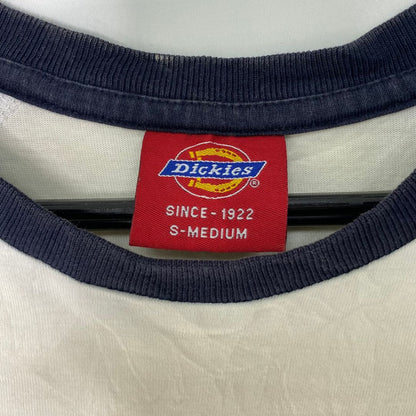 Dickies
®
SINCE - 1922
S-MEDIUM